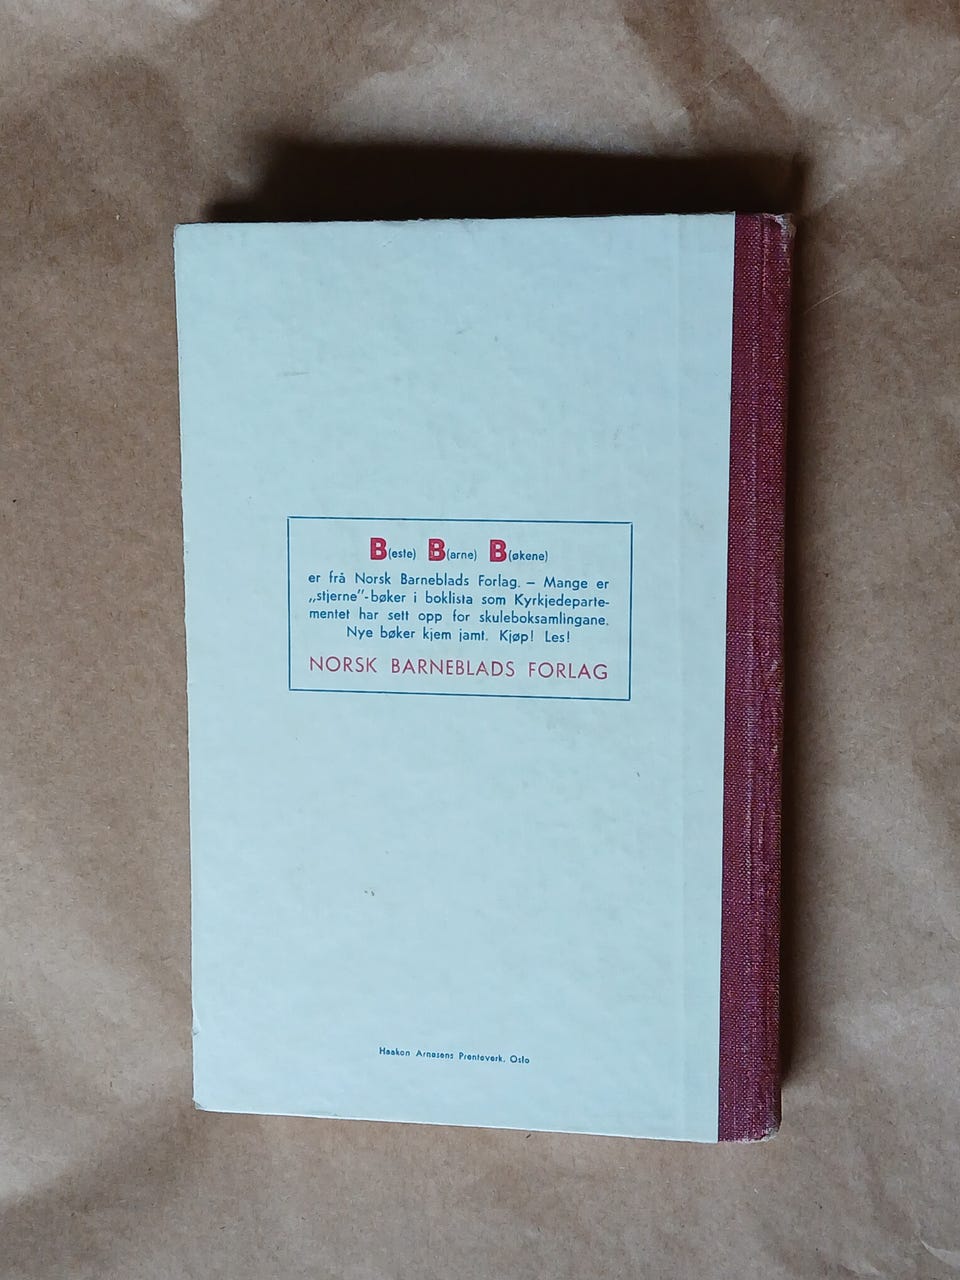 B(este) B(arne) B(økene)
er frå Norsk Barneblads Forlag. – Mange er
„stjerne”-bøker i boklista som Kyrkjedeparte-
mentet har sett opp for skuleboksamlingane.
Nye bøker kjem jamt. Kjøp! Les!
NORSK BARNEBLADS FORLAG
Haakon Arnesens Prenteverk. Oslo